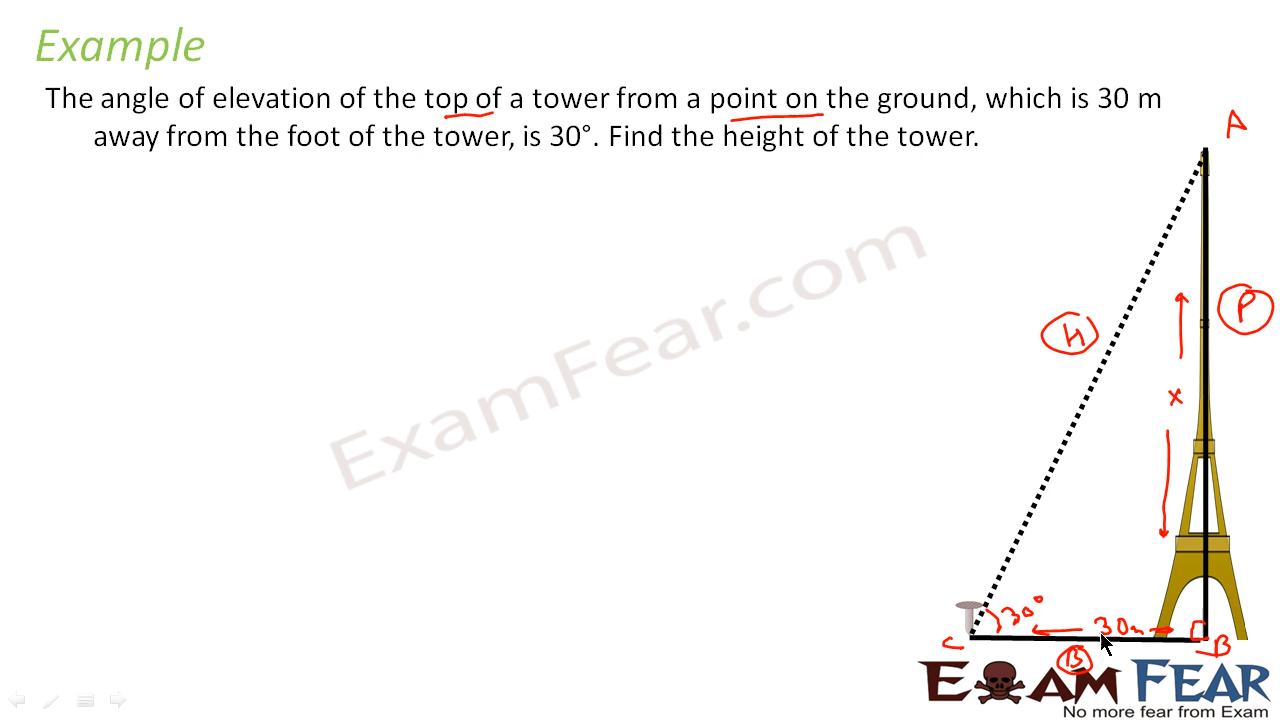 Example
The angle of elevation of the top of a tower from a point on the ground, which is 30 m
away from the foot of the tower, is 30°. Find the height of the tower.
A
ExamFear.com
P
H
x
30°
30m
C
B
B
EXAM FEAR
No more fear from Exam